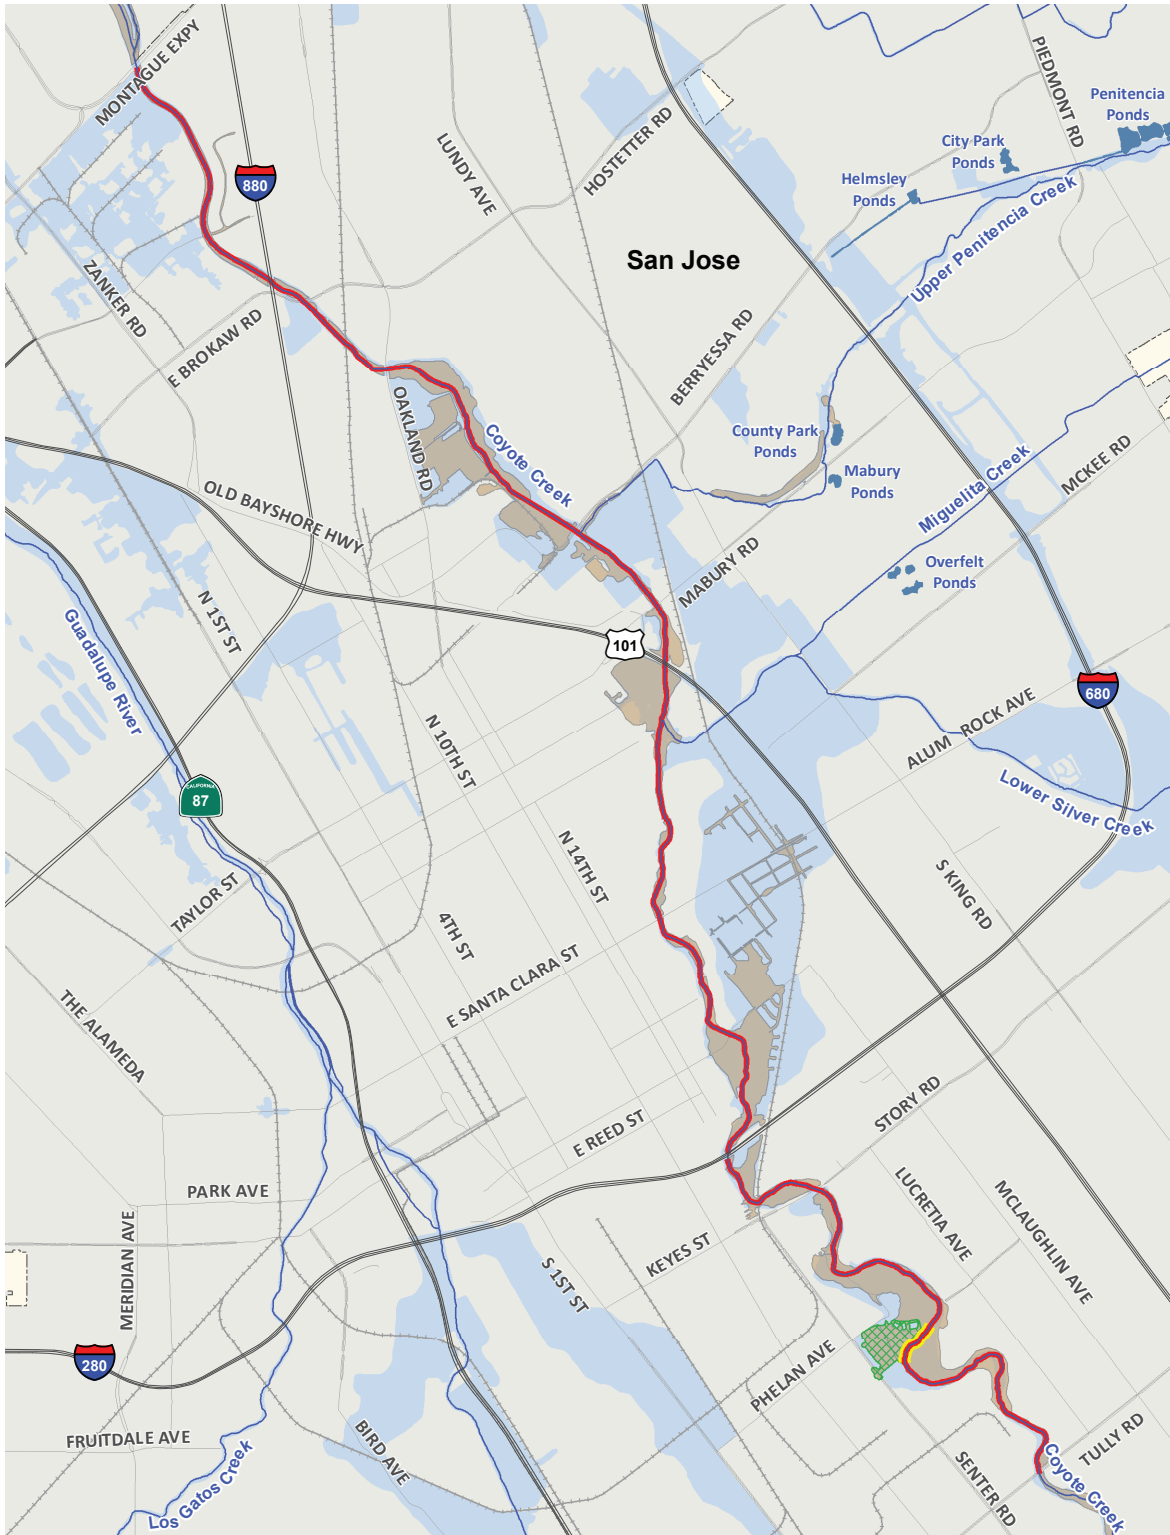 MONTAGUE EXPY
PIEDMONT RD
Penitencia
Ponds
City Park
Ponds
HOSTETTER RD
LUNDY AVE
880
Helmsley
Ponds
Upper Penitencia Creek
San Jose
ZANKER RD
E BROKAW RD
BERRYESSA RD
OAKLAND RD
Coyote Creek
County Park
Ponds
Mabury
Ponds
MCKEE RD
Miguelita Creek
OLD BAYSHORE HWY
MABURY RD
Overfelt
Ponds
N 1ST ST
Guadalupe River
101
680
ALUM ROCK AVE
N 10TH ST
CALIFORNIA
87
Lower Silver Creek
N 14TH ST
S KING RD
TAYLOR ST
4TH ST
E SANTA CLARA ST
THE ALAMEDA
STORY RD
E REED ST
PARK AVE
LUCRETIA AVE
MCLAUGHLIN AVE
MERIDIAN AVE
KEYES ST
S 1ST ST
280
PHELAN AVE
FRUITDALE AVE
BIRD AVE
TULLY RD
Los Gatos Creek
SENTER RD
Coyote Creek